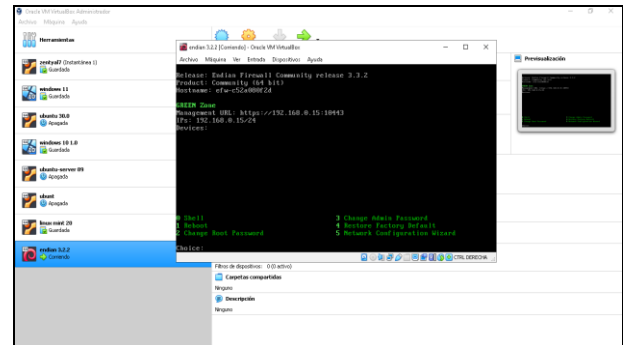 Oracle VM VirtualBox Administrador
Archivo Máquina Ayuda
Herramientas
zentyal7 (Instantánea 1)
Guardada
windows 11
Guardada
ubuntu 30.0
Apagada
windows 10 1.0
Guardada
ubuntu-server 09
Apagada
ubunt
Apagada
linux mint 20
Guardada
endian 3.2.2
Corriendo
endian 3.2.2 [Corriendo] - Oracle VM VirtualBox
Archivo Máquina Ver Entrada Dispositivos Ayuda
Release: Endian Firewall Community release 3.3.2
Product: Community (64 bit)
Hostname: efw-c52a080f2d
GREEN Zone
Management URL: https://192.168.0.15:10443
IPs: 192.168.0.15/24
Devices:
0 Shell 3 Change Admin Password
1 Reboot 4 Restore Factory Default
2 Change Root Password 5 Network Configuration Wizard
Choice:
CTRL DERECHA
Previsualización
Filtros de dispositivos: 0 (0 activo)
Carpetas compartidas
Ninguno
Descripción
Ninguno